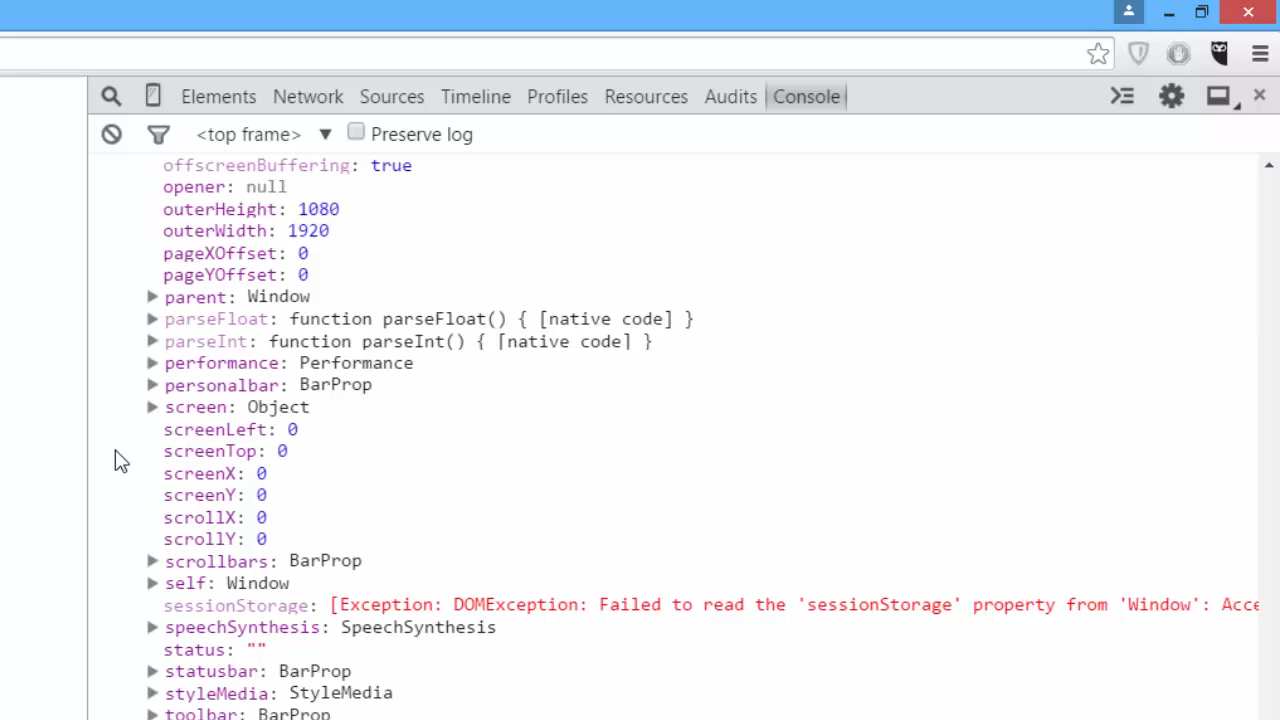 Elements Network Sources Timeline Profiles Resources Audits Console
<top frame> ▼ Preserve log
offscreenBuffering: true
opener: null
outerHeight: 1080
outerWidth: 1920
pageXOffset: 0
pageYOffset: 0
parent: Window
parseFloat: function parseFloat() { [native code] }
parseInt: function parseInt() { [native code] }
performance: Performance
personalbar: BarProp
screen: Object
screenLeft: 0
screenTop: 0
screenX: 0
screenY: 0
scrollX: 0
scrollY: 0
scrollbars: BarProp
self: Window
sessionStorage: [Exception: DOMException: Failed to read the 'sessionStorage' property from 'Window': Acce
speechSynthesis: SpeechSynthesis
status: ""
statusbar: BarProp
styleMedia: StyleMedia
toolbar: BarProp